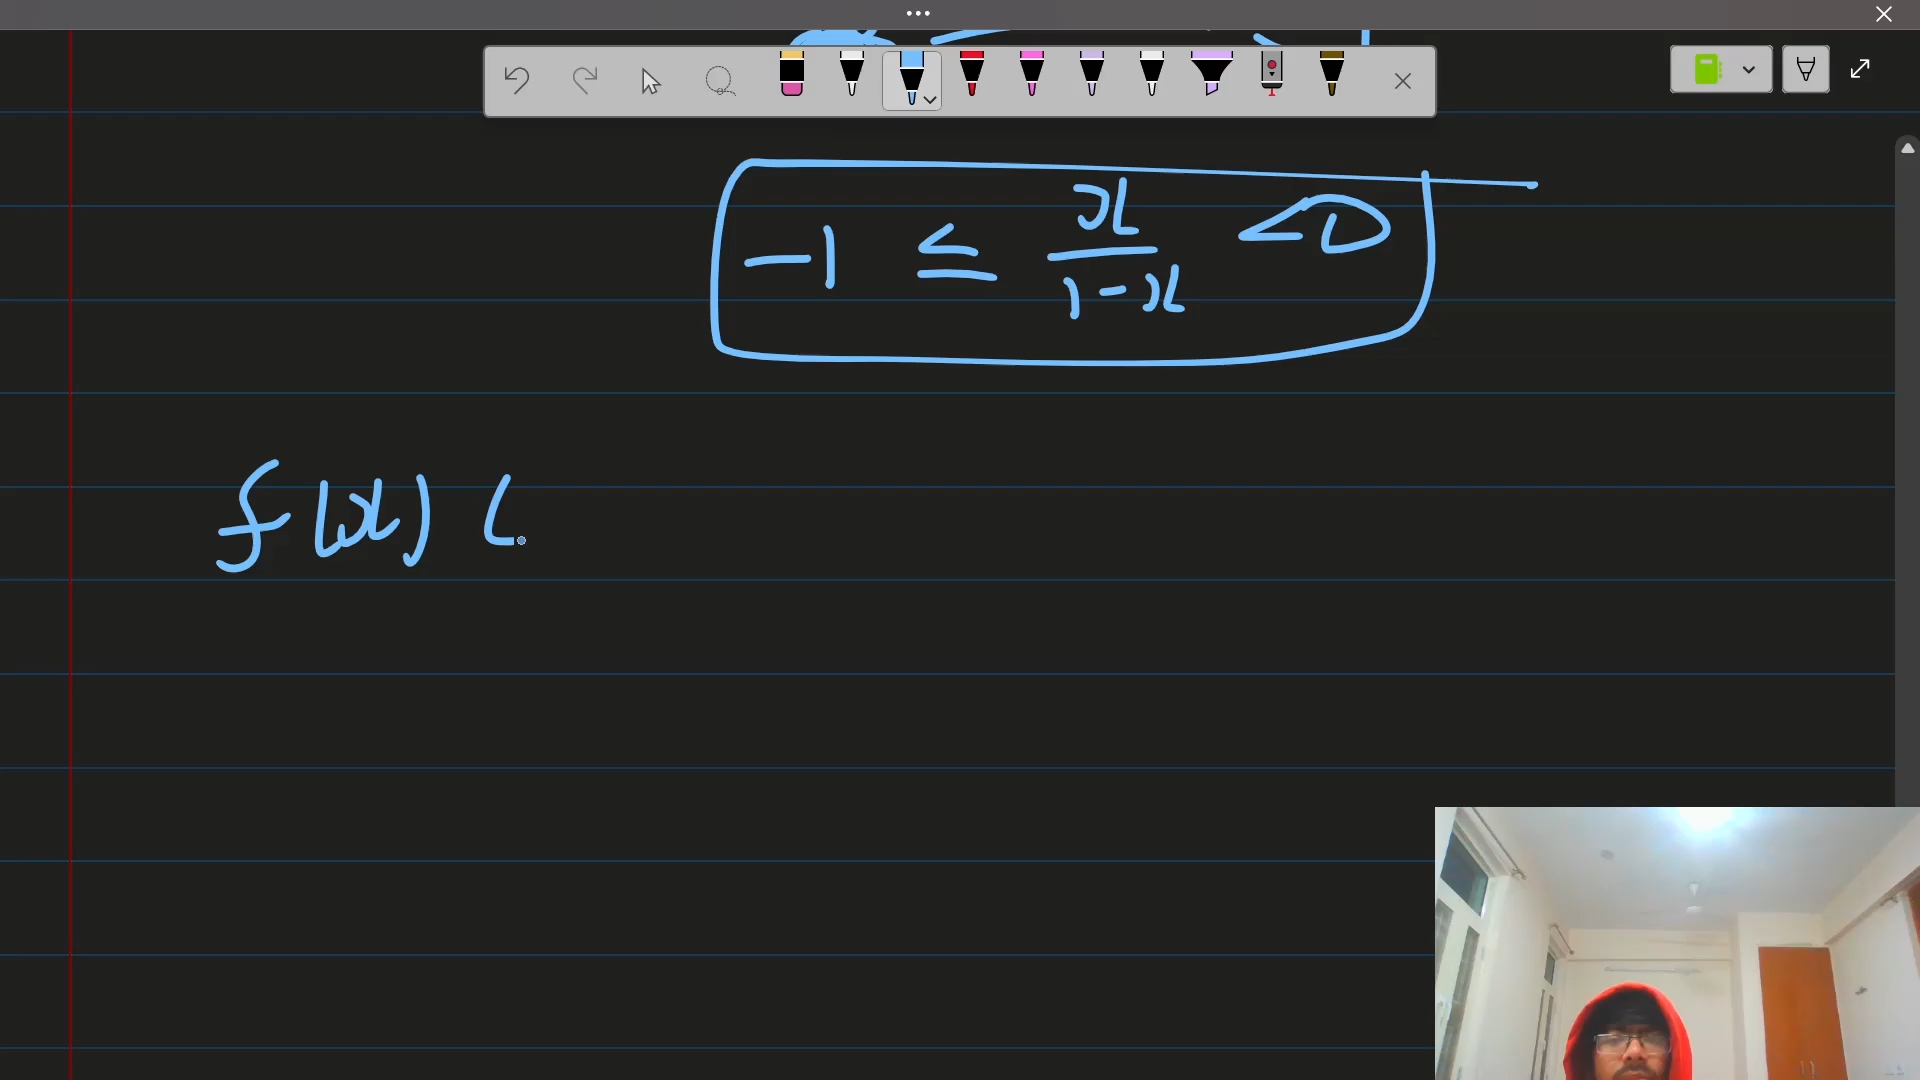 -1 ≤ x/(1-x) < 0
f(x) (